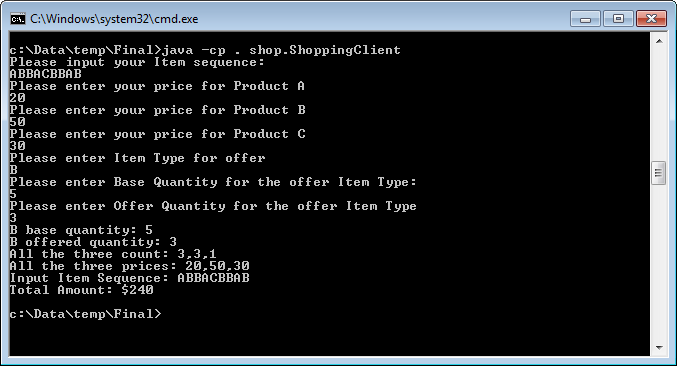 C:\Windows\system32\cmd.exe
c:\Data\temp\Final>java -cp . shop.ShoppingClient
Please input your Item sequence:
ABBACBBAB
Please enter your price for Product A
20
Please enter your price for Product B
50
Please enter your price for Product C
30
Please enter Item Type for offer
B
Please enter Base Quantity for the offer Item Type:
5
Please enter Offer Quantity for the offer Item Type
3
B base quantity: 5
B offered quantity: 3
All the three count: 3,3,1
All the three prices: 20,50,30
Input Item Sequence: ABBACBBAB
Total Amount: $240
c:\Data\temp\Final>